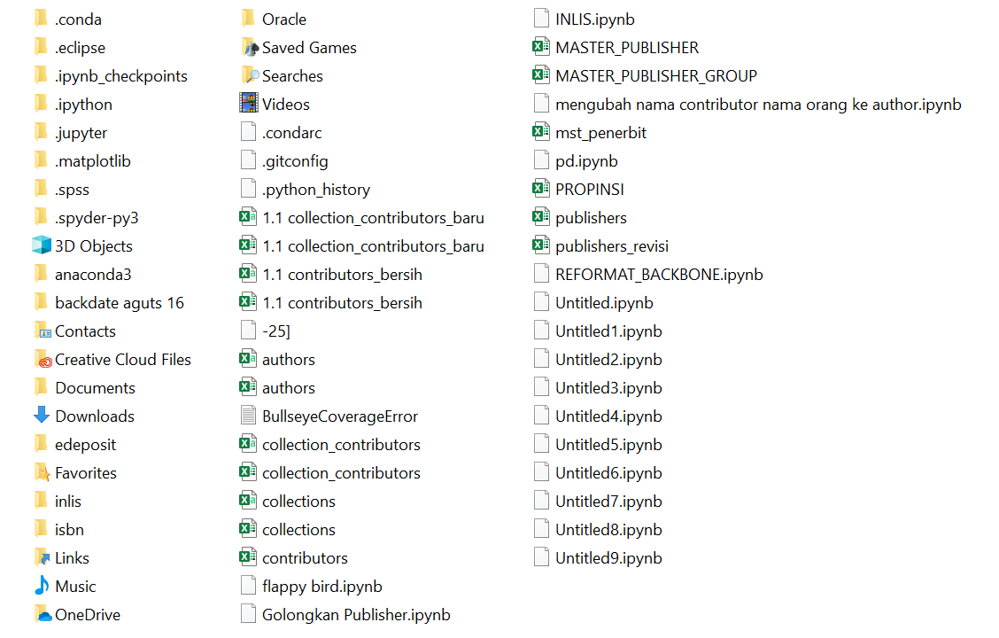 .conda
.eclipse
.ipynb_checkpoints
.ipython
.jupyter
.matplotlib
.spss
.spyder-py3
3D Objects
anaconda3
backdate aguts 16
Contacts
Creative Cloud Files
Documents
Downloads
edeposit
Favorites
inlis
isbn
Links
Music
OneDrive
Oracle
Saved Games
Searches
Videos
.condarc
.gitconfig
.python_history
1.1 collection_contributors_baru
1.1 collection_contributors_baru
1.1 contributors_bersih
1.1 contributors_bersih
-25]
authors
authors
BullseyeCoverageError
collection_contributors
collection_contributors
collections
collections
contributors
flappy bird.ipynb
Golongkan Publisher.ipynb
INLIS.ipynb
MASTER_PUBLISHER
MASTER_PUBLISHER_GROUP
mengubah nama contributor nama orang ke author.ipynb
mst_penerbit
pd.ipynb
PROPINSI
publishers
publishers_revisi
REFORMAT_BACKBONE.ipynb
Untitled.ipynb
Untitled1.ipynb
Untitled2.ipynb
Untitled3.ipynb
Untitled4.ipynb
Untitled5.ipynb
Untitled6.ipynb
Untitled7.ipynb
Untitled8.ipynb
Untitled9.ipynb